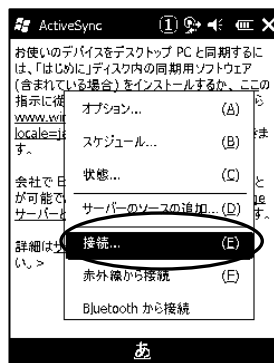 ActiveSync
お使いのデバイスをデスクトップ PC と同期するに
は、「はじめに」ディスク内の同期用ソフトウェア
(含まれている場合) をインストールするか、ここの
指示に従
www.win
locale=ja
す。
オプション... (A)
スケジュール... (B)
状態... (C)
サーバーのソースの追加... (D)
接続... (E)
赤外線から接続 (F)
Bluetooth から接続
会社で E
が可能で
サーバーと
詳細はサ
い。>
あ